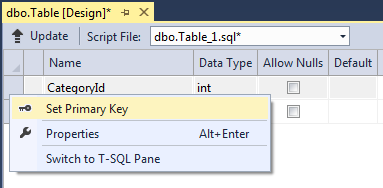 dbo.Table [Design]*
Update Script File: dbo.Table_1.sql*
Name Data Type Allow Nulls Default
CategoryId int
Set Primary Key
Properties Alt+Enter
Switch to T-SQL Pane